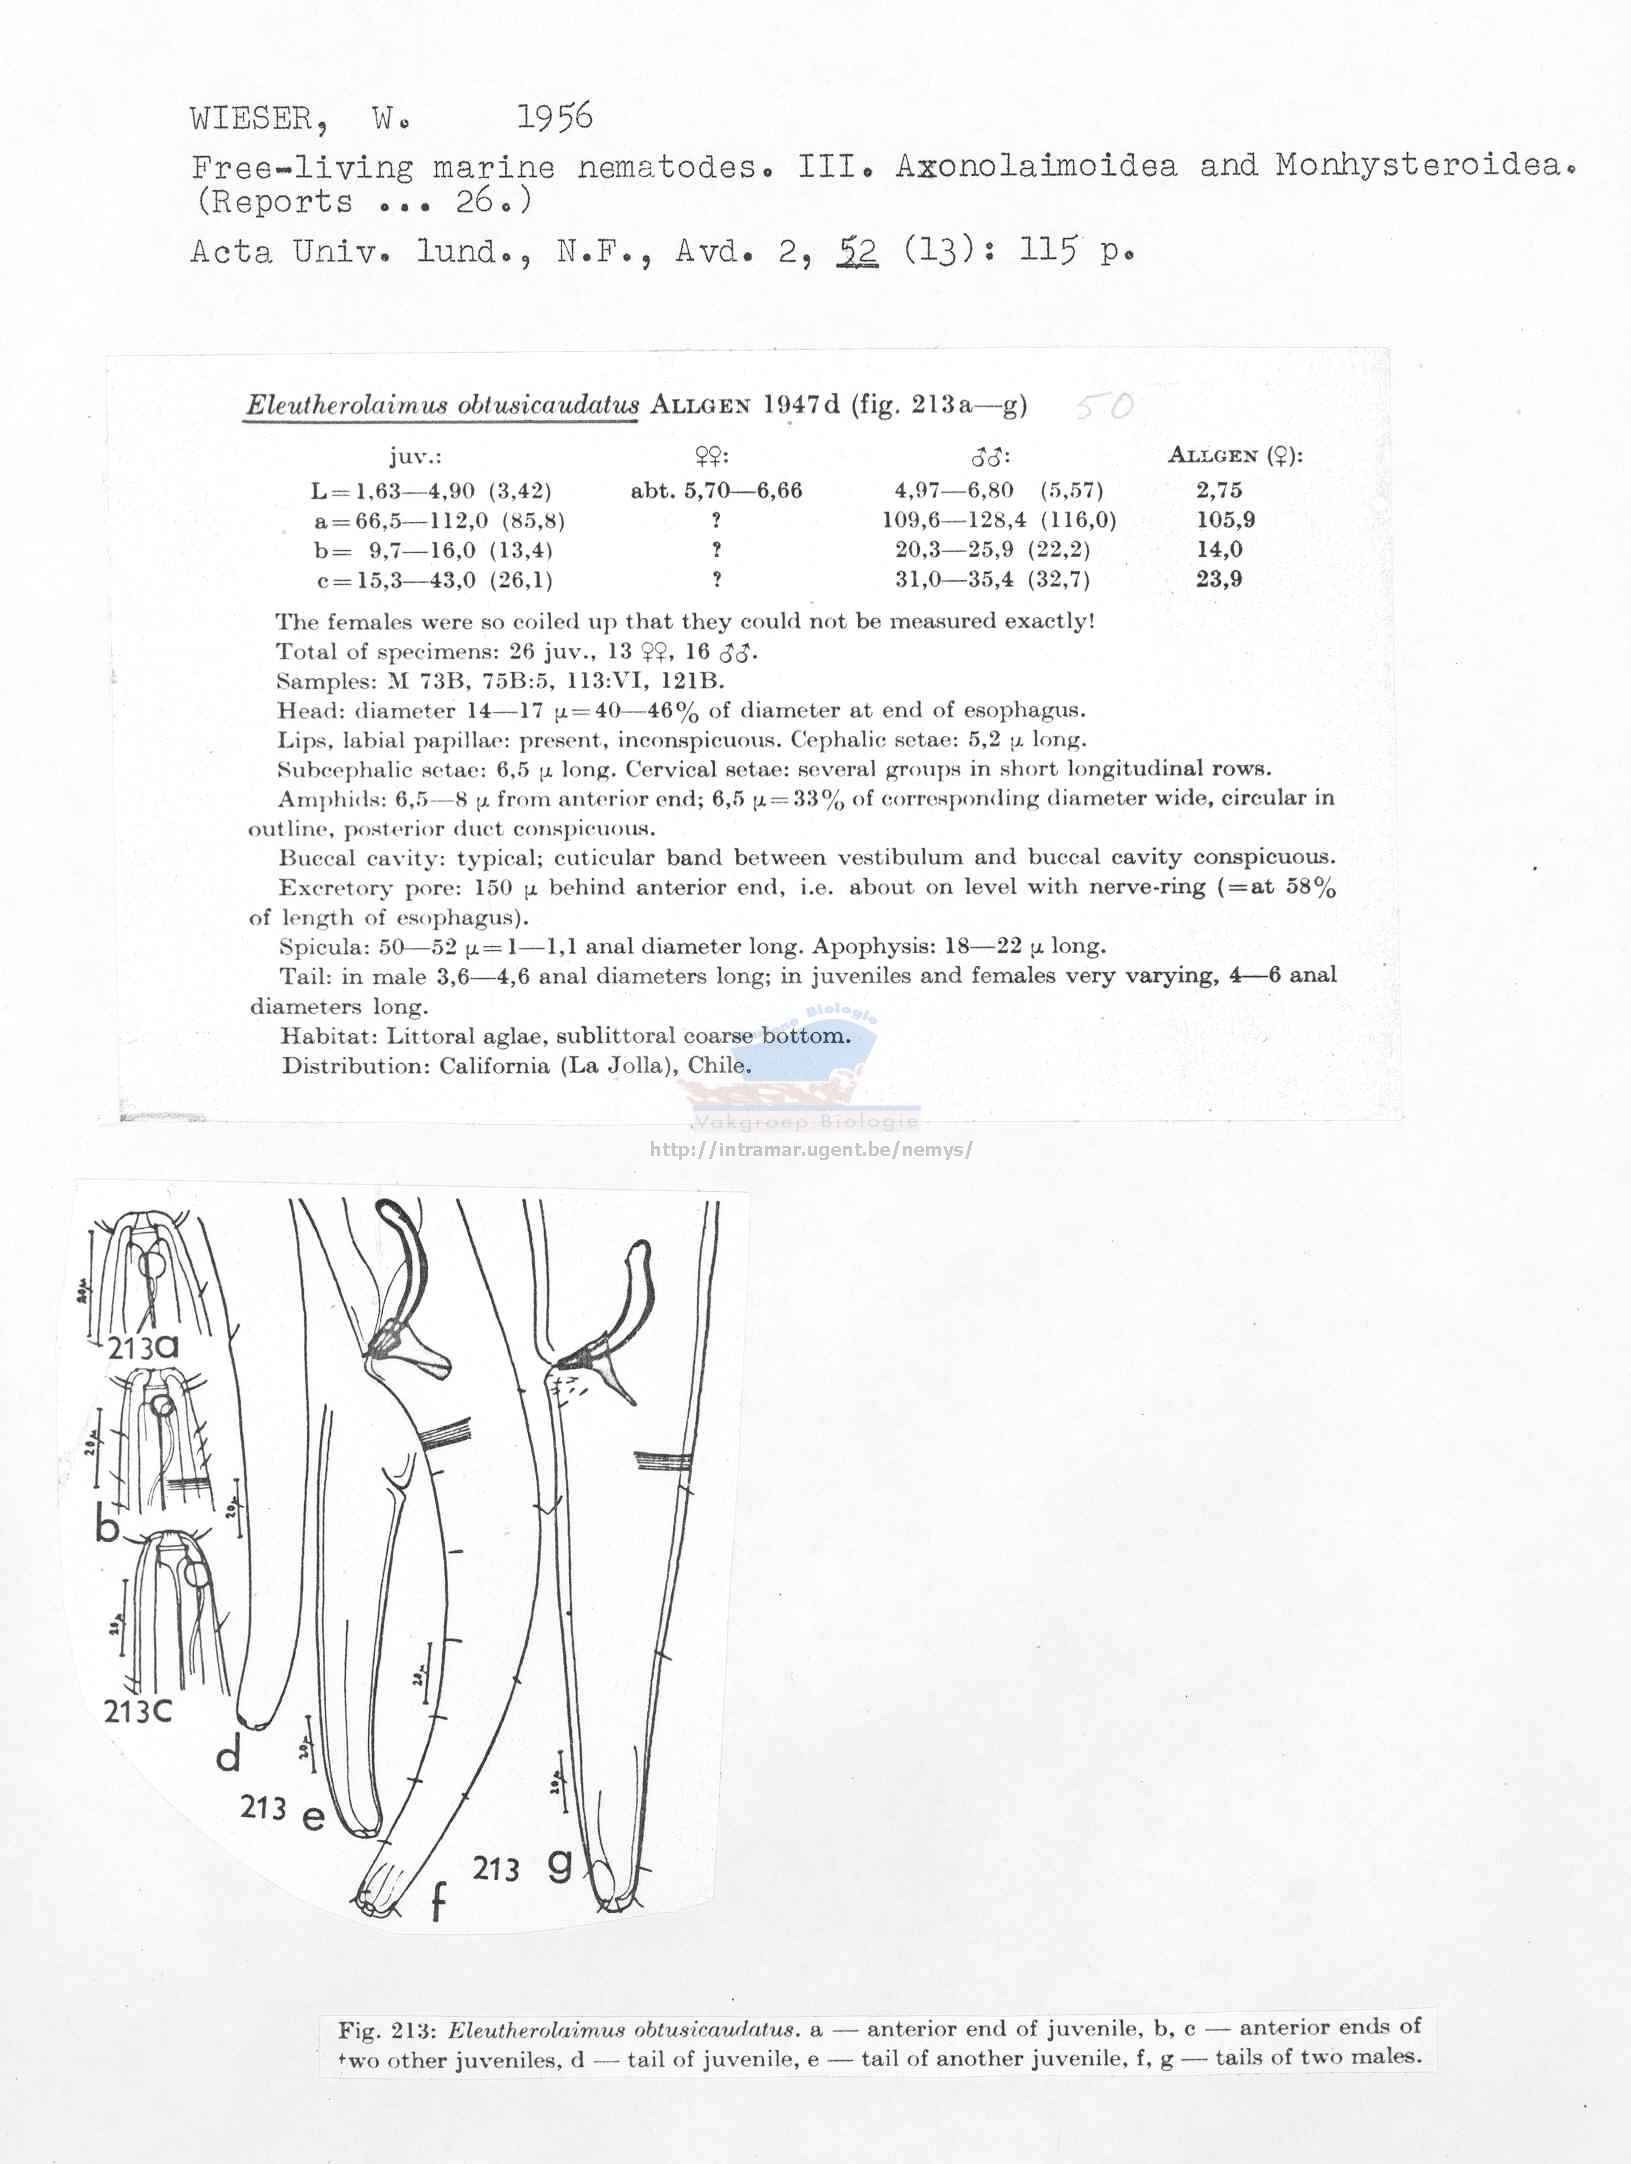 WIESER, W. 1956
Free-living marine nematodes. III. Axonolaimoidea and Monhysteroidea.
(Reports ... 26.)
Acta Univ. lund., N.F., Avd. 2, 52 (13): 115 p.
Eleutherolaimus obtusicaudatus ALLGEN 1947d (fig. 213a—g) 50
juv.: ♀♀: ♂♂: ALLGEN (♀):
L=1,63—4,90 (3,42) abt. 5,70—6,66 4,97—6,80 (5,57) 2,75
a=66,5—112,0 (85,8) ? 109,6—128,4 (116,0) 105,9
b= 9,7—16,0 (13,4) ? 20,3—25,9 (22,2) 14,0
c=15,3—43,0 (26,1) ? 31,0—35,4 (32,7) 23,9
The females were so coiled up that they could not be measured exactly!
Total of specimens: 26 juv., 13 ♀♀, 16 ♂♂.
Samples: M 73B, 75B:5, 113:VI, 121B.
Head: diameter 14—17 µ=40—46% of diameter at end of esophagus.
Lips, labial papillae: present, inconspicuous. Cephalic setae: 5,2 µ long.
Subcephalic setae: 6,5 µ long. Cervical setae: several groups in short longitudinal rows.
Amphids: 6,5—8 µ from anterior end; 6,5 µ=33% of corresponding diameter wide, circular in
outline, posterior duct conspicuous.
Buccal cavity: typical; cuticular band between vestibulum and buccal cavity conspicuous.
Excretory pore: 150 µ behind anterior end, i.e. about on level with nerve-ring (=at 58%
of length of esophagus).
Spicula: 50—52 µ=1—1,1 anal diameter long. Apophysis: 18—22 µ long.
Tail: in male 3,6—4,6 anal diameters long; in juveniles and females very varying, 4—6 anal
diameters long.
Habitat: Littoral aglae, sublittoral coarse bottom.
Distribution: California (La Jolla), Chile.
Biologie
Vakgroep Biologie
http://intramar.ugent.be/nemys/
20µ
213a
20µ
b
20µ
20µ
213c
d
20µ
213 e
20µ
f
20µ
213 g
Fig. 213: Eleutherolaimus obtusicaudatus. a — anterior end of juvenile, b, c — anterior ends of
two other juveniles, d — tail of juvenile, e — tail of another juvenile, f, g — tails of two males.